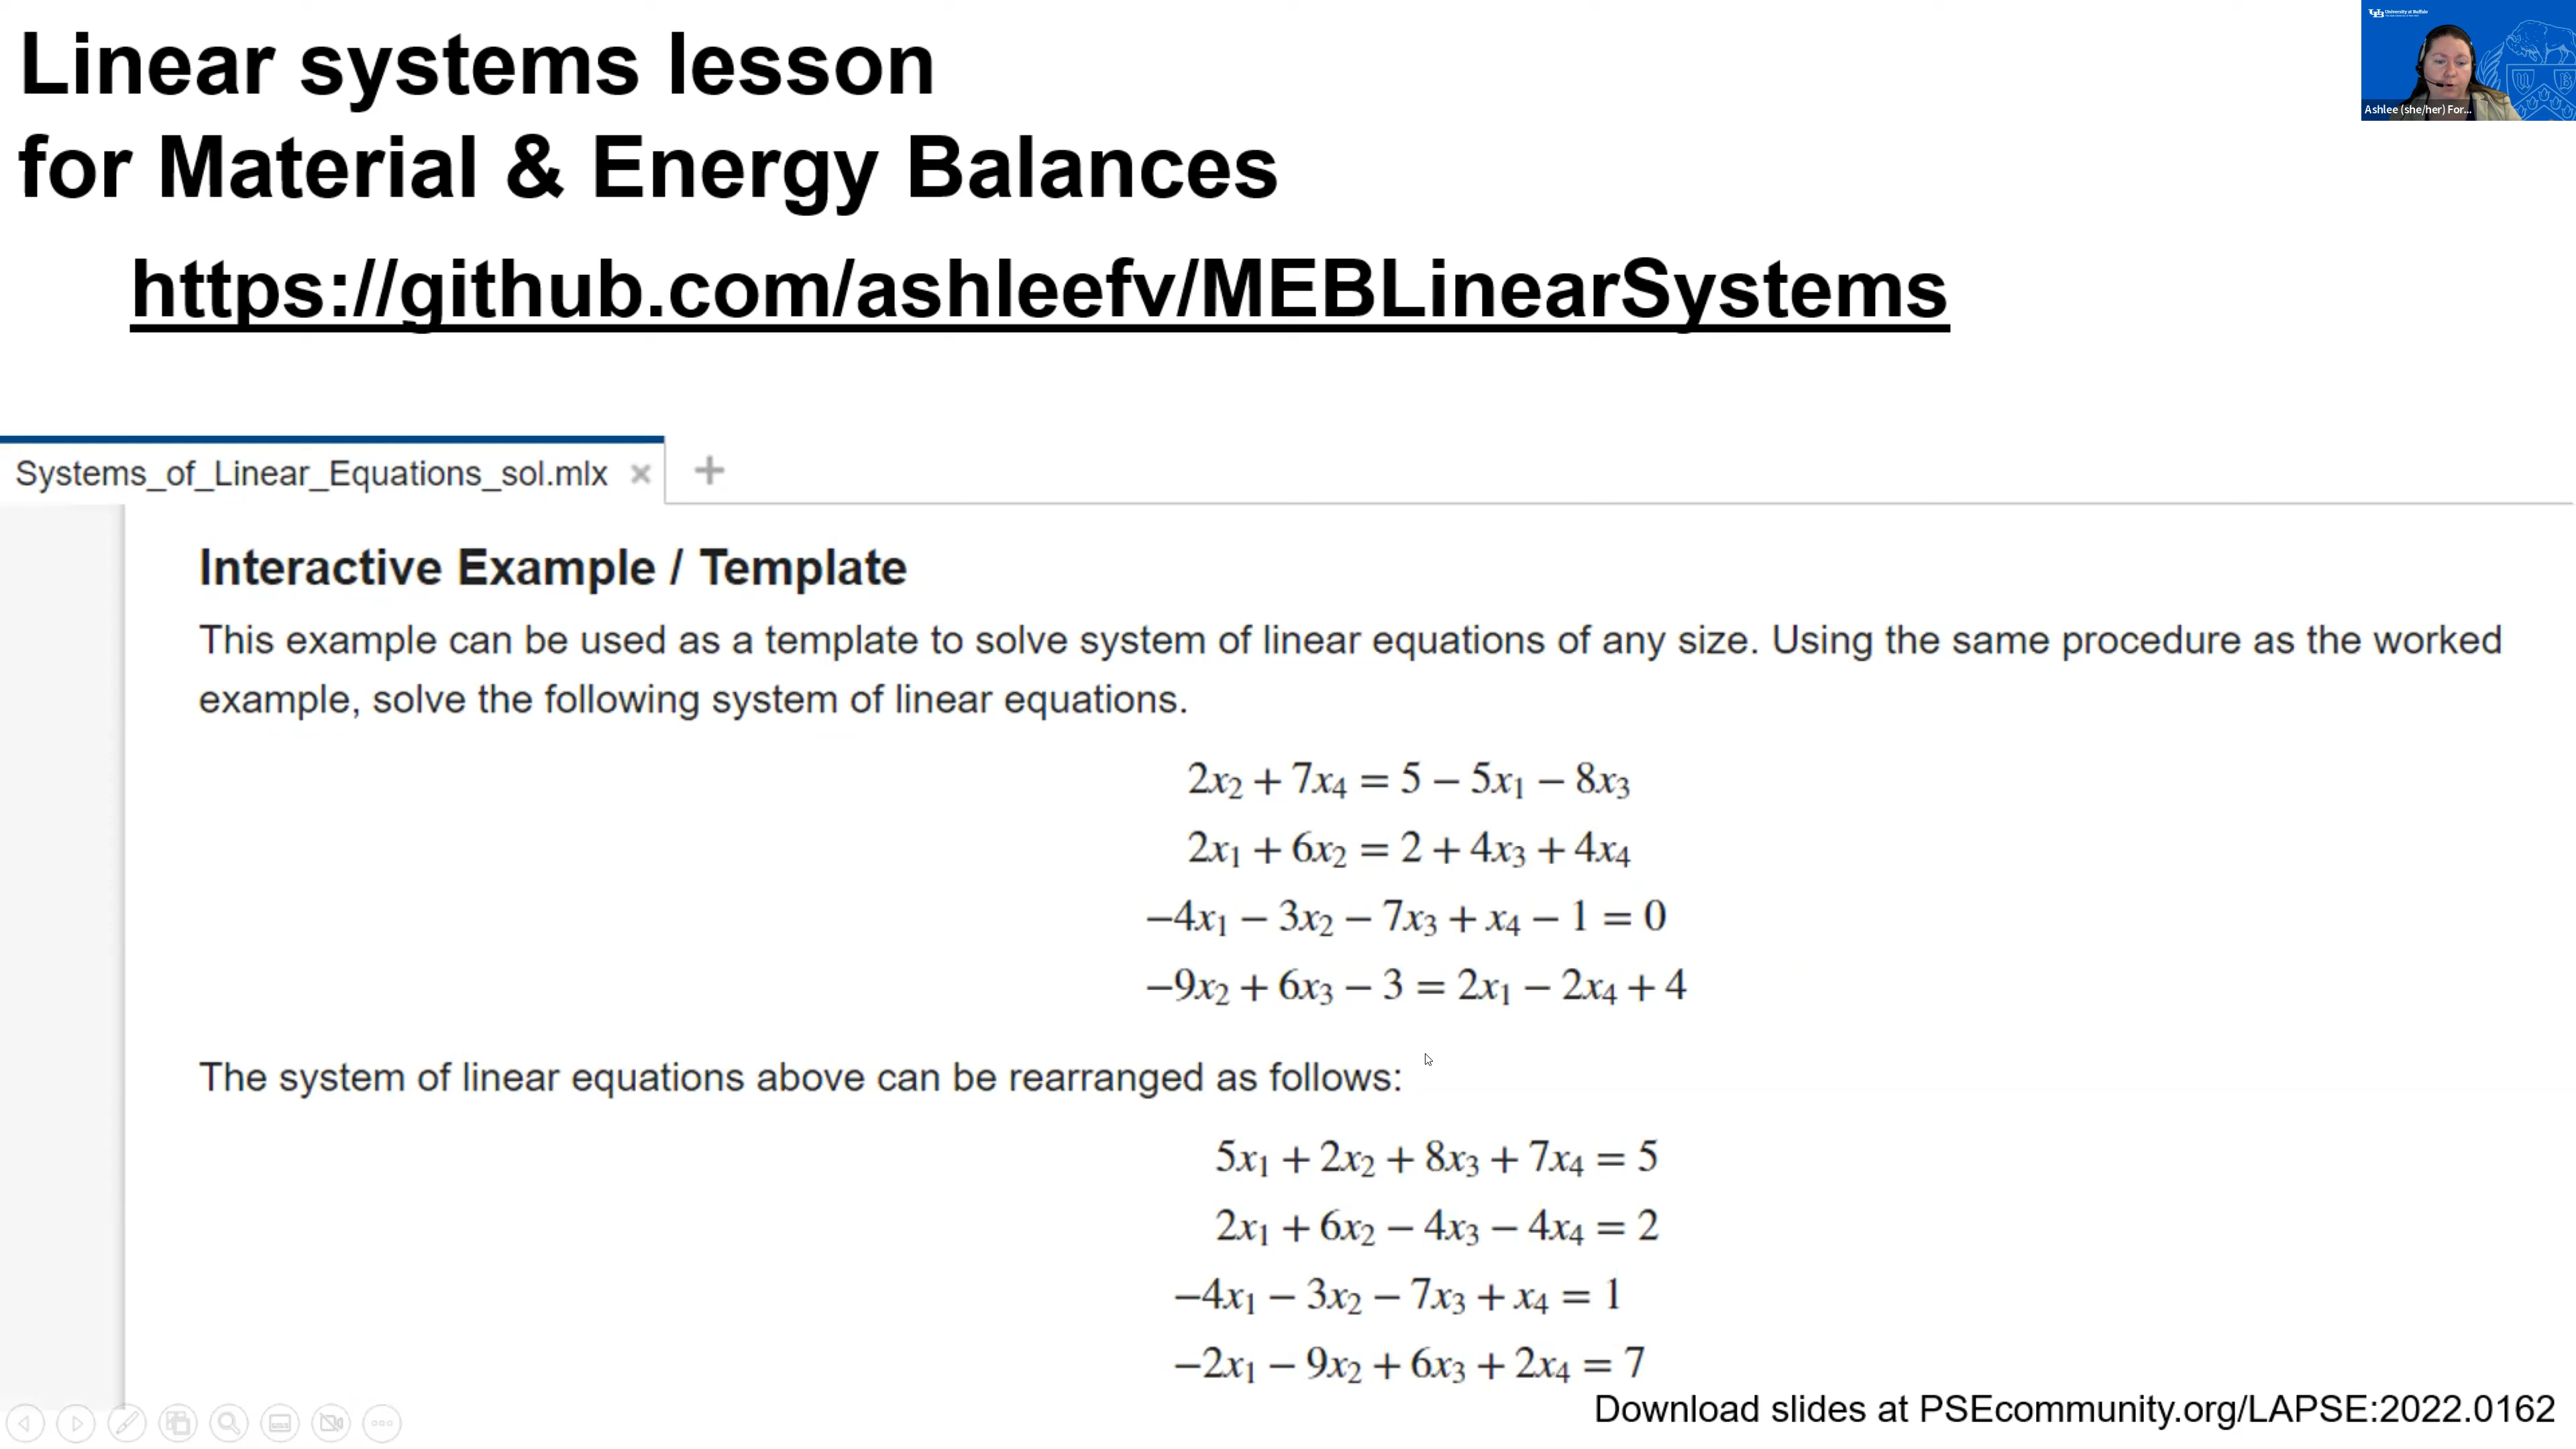 Linear systems lesson
for Material & Energy Balances
https://github.com/ashleefv/MEBLinearSystems
University at Buffalo
Ashlee (she/her) For...
Systems_of_Linear_Equations_sol.mlx × +
Interactive Example / Template
This example can be used as a template to solve system of linear equations of any size. Using the same procedure as the worked
example, solve the following system of linear equations.
2x₂ + 7x₄ = 5 − 5x₁ − 8x₃
2x₁ + 6x₂ = 2 + 4x₃ + 4x₄
−4x₁ − 3x₂ − 7x₃ + x₄ − 1 = 0
−9x₂ + 6x₃ − 3 = 2x₁ − 2x₄ + 4
The system of linear equations above can be rearranged as follows:
5x₁ + 2x₂ + 8x₃ + 7x₄ = 5
2x₁ + 6x₂ − 4x₃ − 4x₄ = 2
−4x₁ − 3x₂ − 7x₃ + x₄ = 1
−2x₁ − 9x₂ + 6x₃ + 2x₄ = 7
Download slides at PSEcommunity.org/LAPSE:2022.0162